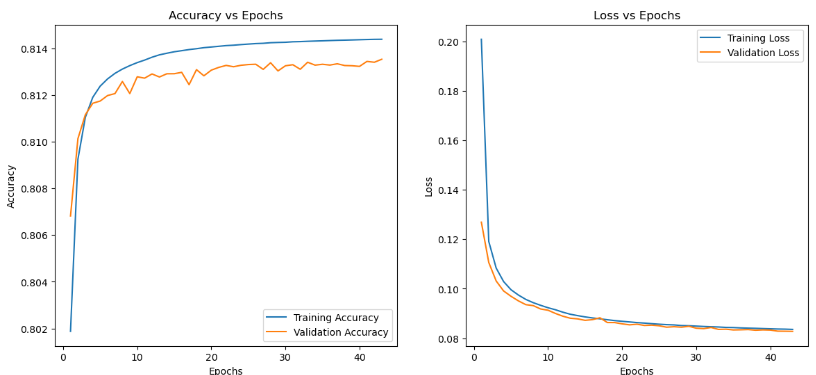 Accuracy vs Epochs
0.814
0.812
0.810
0.808
0.806
0.804
0.802
Accuracy
0
10
20
30
40
Epochs
Training Accuracy
Validation Accuracy
Loss vs Epochs
0.20
0.18
0.16
0.14
0.12
0.10
0.08
Loss
0
10
20
30
40
Epochs
Training Loss
Validation Loss